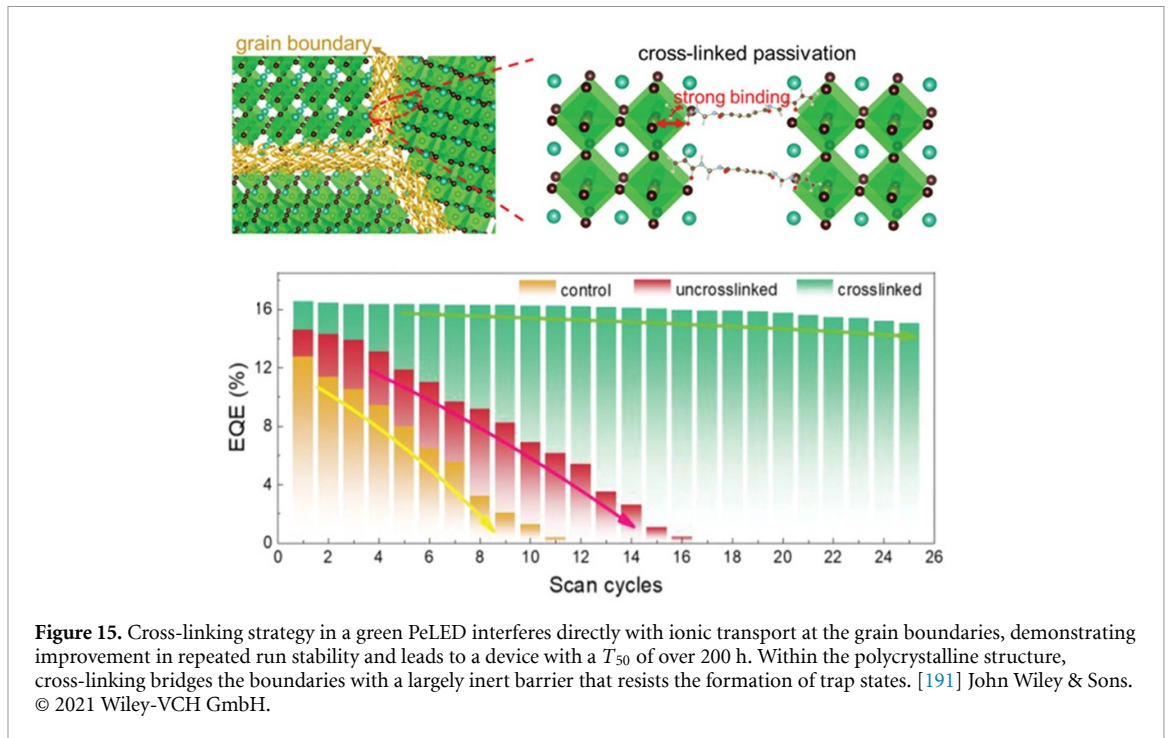 grain boundary
cross-linked passivation
strong binding
control
uncrosslinked
crosslinked
16
12
8
4
0
EQE (%)
0 2 4 6 8 10 12 14 16 18 20 22 24 26
Scan cycles
Figure 15. Cross-linking strategy in a green PeLED interferes directly with ionic transport at the grain boundaries, demonstrating
improvement in repeated run stability and leads to a device with a T50 of over 200 h. Within the polycrystalline structure,
cross-linking bridges the boundaries with a largely inert barrier that resists the formation of trap states. [191] John Wiley & Sons.
© 2021 Wiley-VCH GmbH.